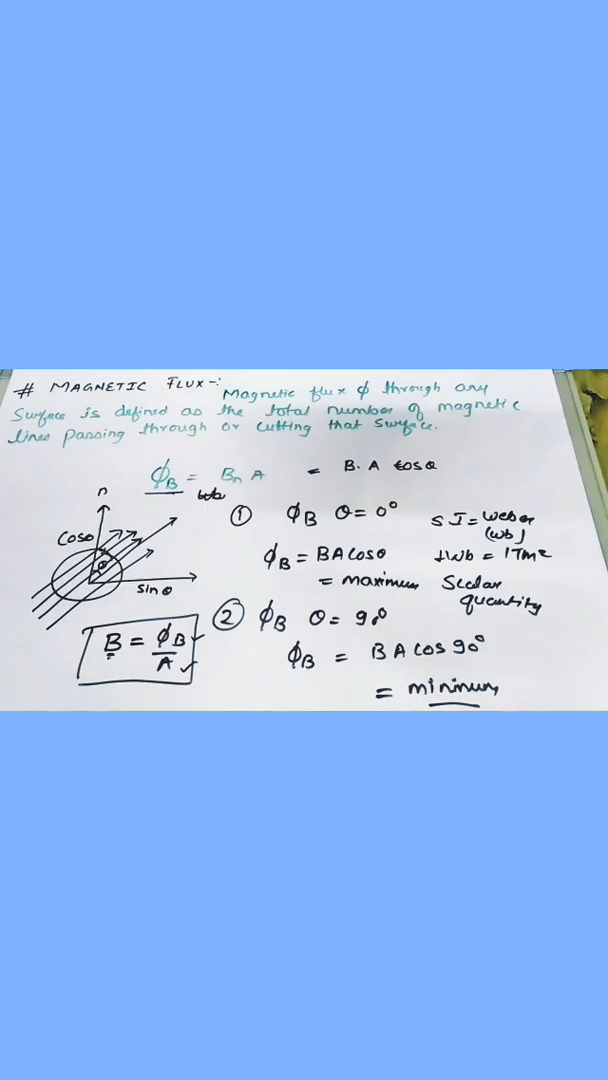 # MAGNETIC FLUX-: Magnetic flux ϕ through any
Surface is defined as the total number of magnetic
lines passing through or cutting that surface.
ϕB = Bn A = B. A cosθ
n
Cosθ
θ
Sin θ
B = ϕB/A
① ϕB θ = 0°
ϕB = BA cosθ
= maximum
SI = weber
(wb)
1Wb = 1Tm²
Scalar
quantity
② ϕB θ = 90°
ϕB = BA cos 90°
= minimum